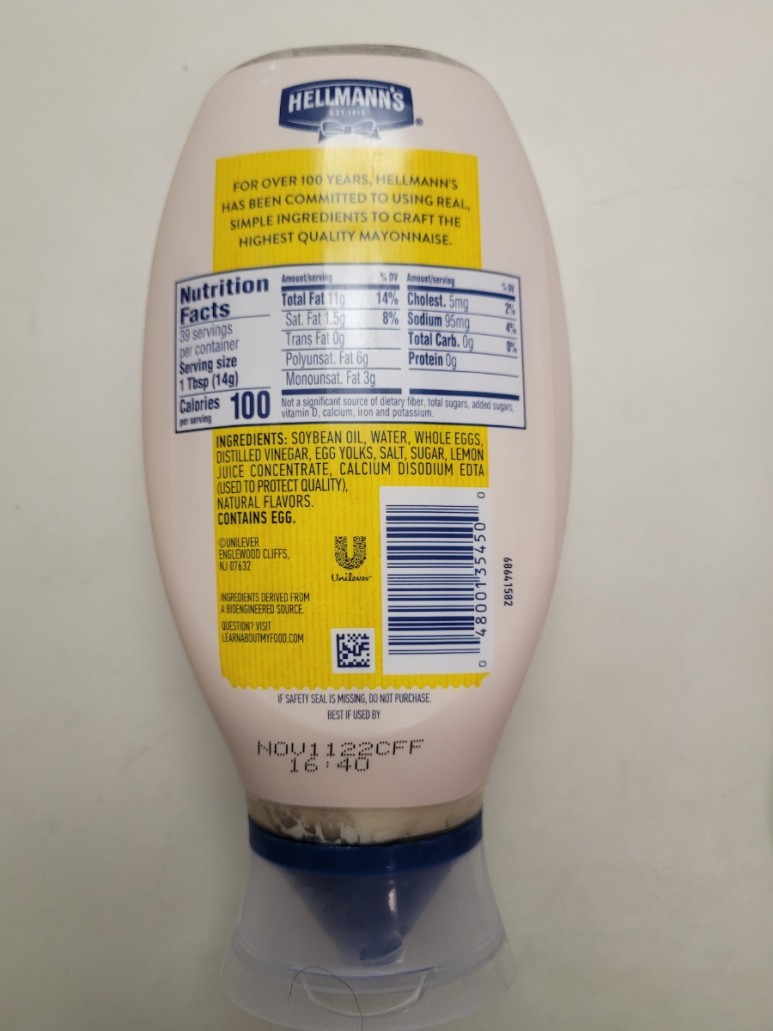 HELLMANN'S
EST. 1913
®
FOR OVER 100 YEARS, HELLMANN'S
HAS BEEN COMMITTED TO USING REAL,
SIMPLE INGREDIENTS TO CRAFT THE
HIGHEST QUALITY MAYONNAISE.
Nutrition
Facts
39 servings
per container
Serving size
1 Tbsp (14g)
Calories 100
per serving
Amount/serving % DV
Total Fat 11g 14%
Sat. Fat 1.5g 8%
Trans Fat 0g
Polyunsat. Fat 6g
Monounsat. Fat 3g
Amount/serving % DV
Cholest. 5mg 2%
Sodium 95mg 4%
Total Carb. 0g 0%
Protein 0g
Not a significant source of dietary fiber, total sugars, added sugars,
vitamin D, calcium, iron and potassium.
INGREDIENTS: SOYBEAN OIL, WATER, WHOLE EGGS,
DISTILLED VINEGAR, EGG YOLKS, SALT, SUGAR, LEMON
JUICE CONCENTRATE, CALCIUM DISODIUM EDTA
(USED TO PROTECT QUALITY),
NATURAL FLAVORS.
CONTAINS EGG.
©UNILEVER
ENGLEWOOD CLIFFS,
NJ 07632
Unilever
INGREDIENTS DERIVED FROM
A BIOENGINEERED SOURCE.
QUESTION? VISIT
LEARNABOUTMYFOOD.COM
0 48001 35450 0
68641582
IF SAFETY SEAL IS MISSING, DO NOT PURCHASE.
BEST IF USED BY
NOV1122CFF
16:40